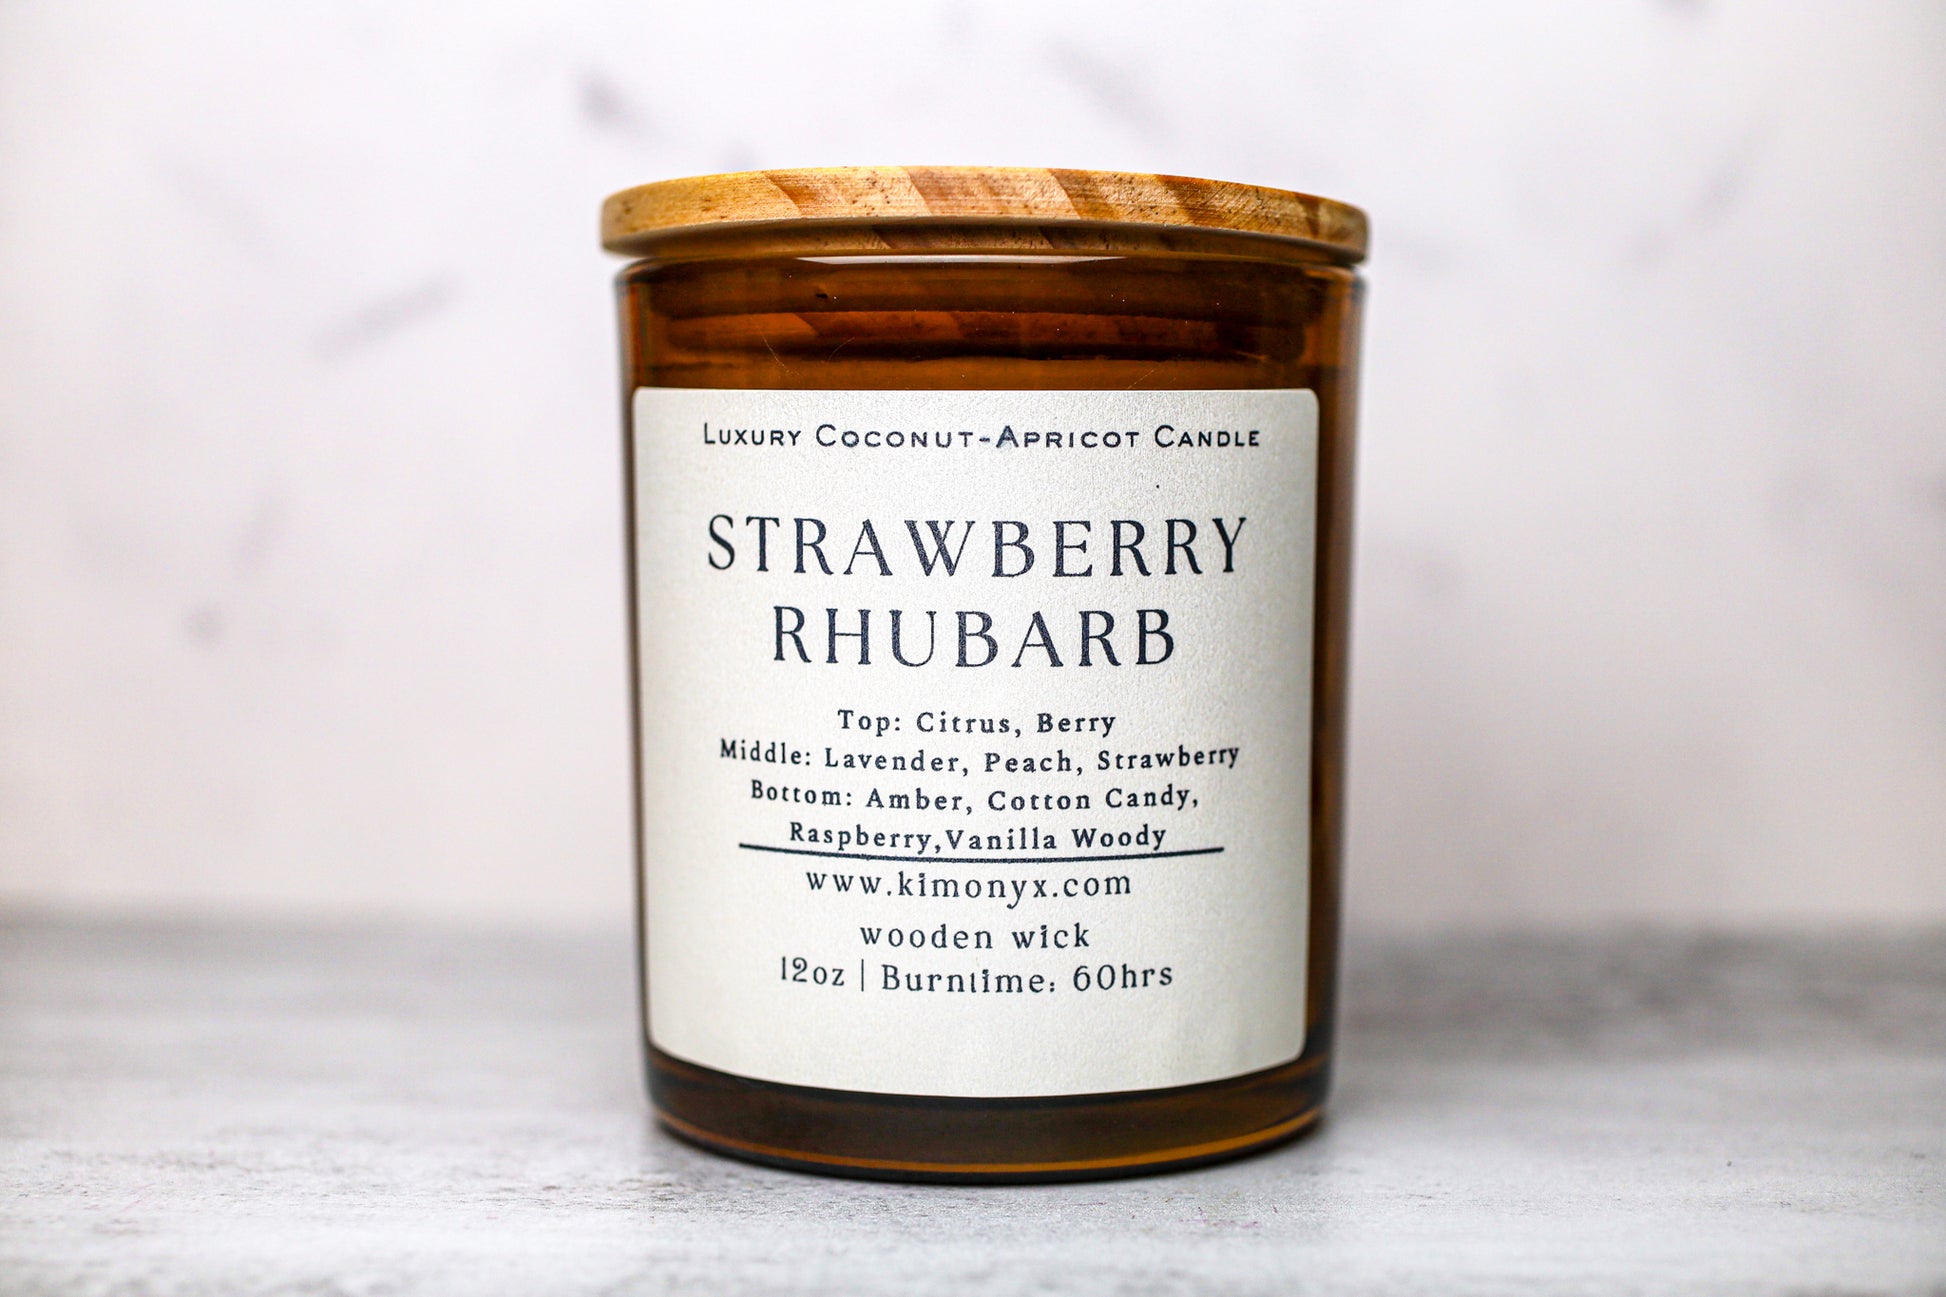 Luxury Coconut-Apricot Candle
STRAWBERRY
RHUBARB
Top: Citrus, Berry
Middle: Lavender, Peach, Strawberry
Bottom: Amber, Cotton Candy,
Raspberry,Vanilla Woody
www.kimonyx.com
wooden wick
12oz | Burntime: 60hrs